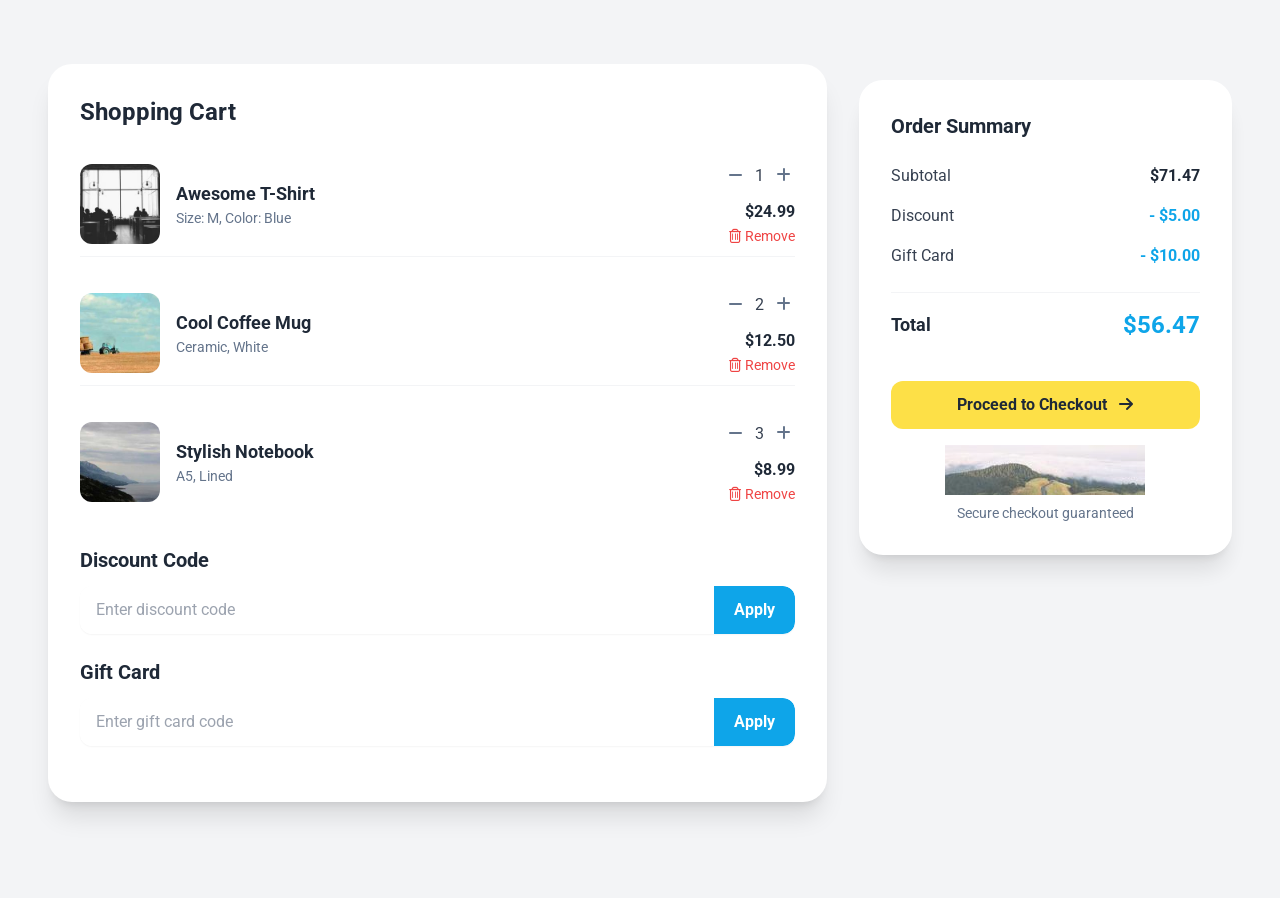 Shopping Cart
Awesome T-Shirt
Size: M, Color: Blue
1
$24.99
Remove
Cool Coffee Mug
Ceramic, White
2
$12.50
Remove
Stylish Notebook
A5, Lined
3
$8.99
Remove
Discount Code
Enter discount code
Apply
Gift Card
Enter gift card code
Apply
Order Summary
Subtotal $71.47
Discount - $5.00
Gift Card - $10.00
Total $56.47
Proceed to Checkout
Secure checkout guaranteed